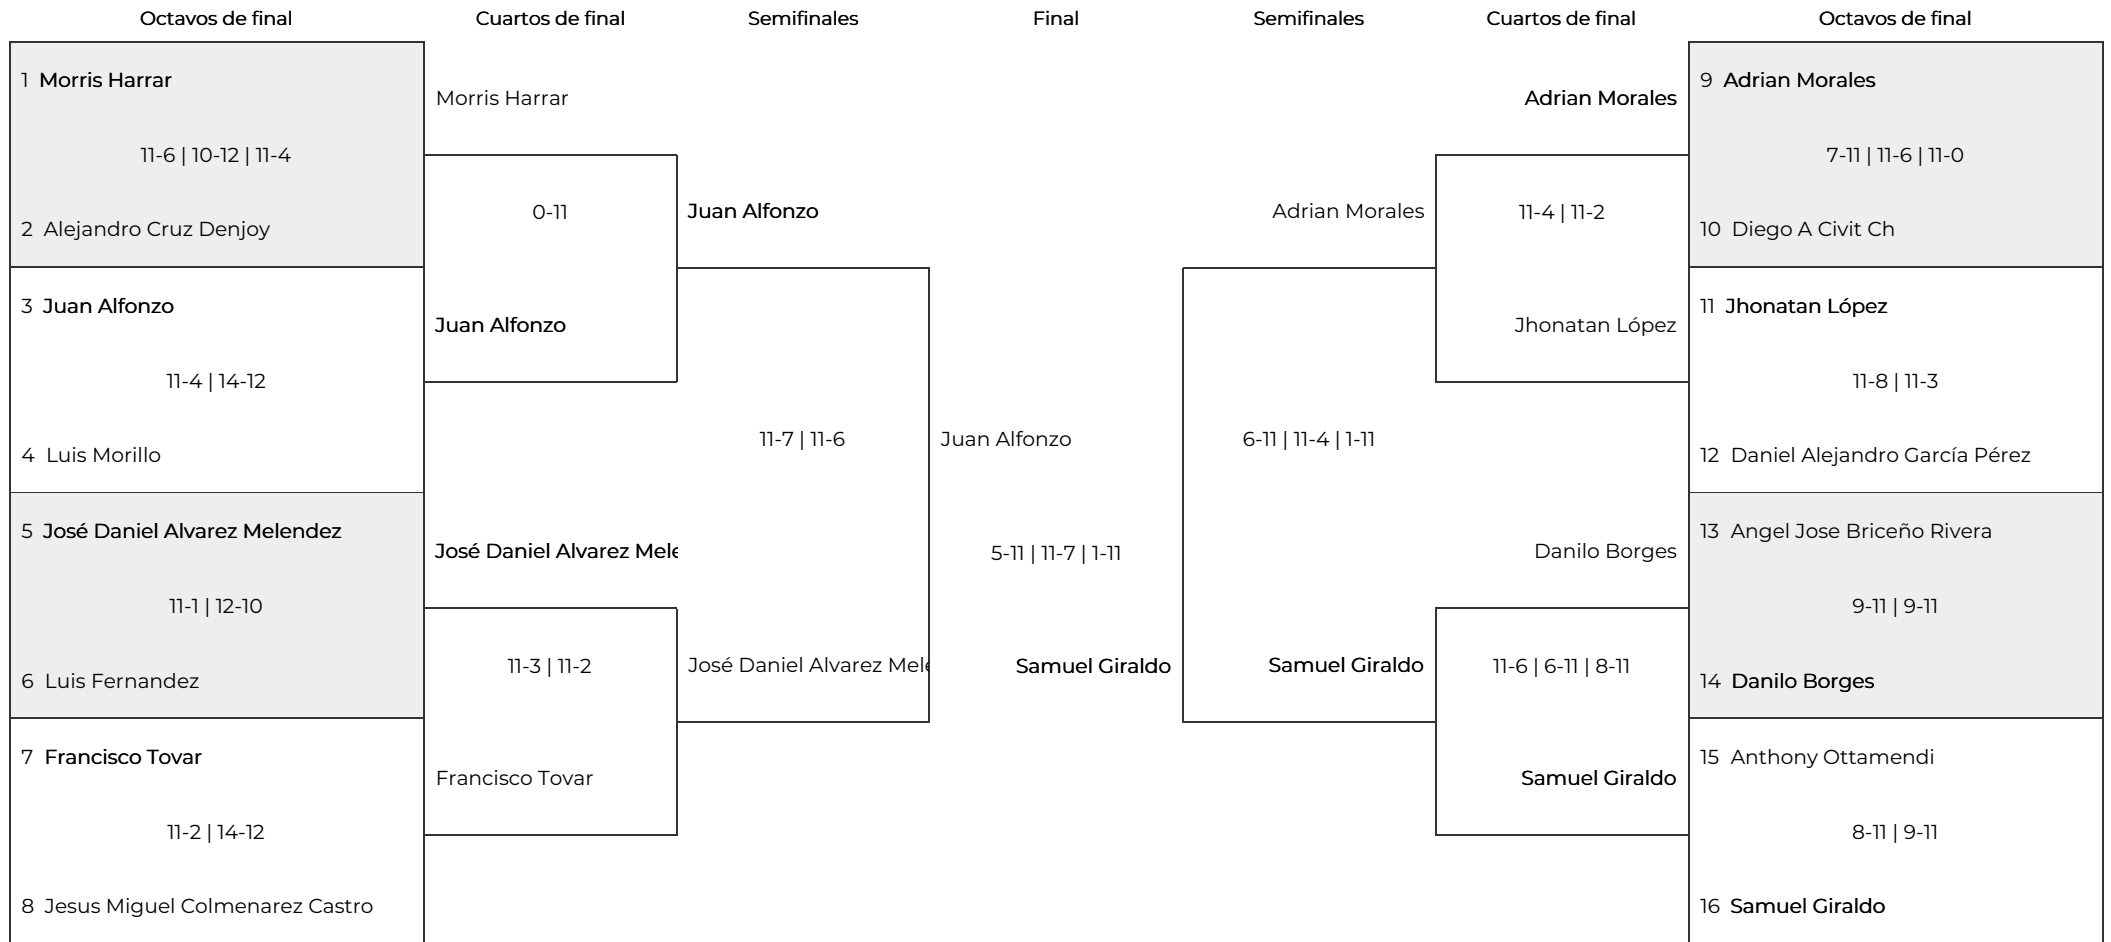 Octavos de final
Cuartos de final
Semifinales
Final
Semifinales
Cuartos de final
Octavos de final
1 Morris Harrar
11-6 | 10-12 | 11-4
2 Alejandro Cruz Denjoy
3 Juan Alfonzo
11-4 | 14-12
4 Luis Morillo
5 José Daniel Alvarez Melendez
11-1 | 12-10
6 Luis Fernandez
7 Francisco Tovar
11-2 | 14-12
8 Jesus Miguel Colmenarez Castro
Morris Harrar
0-11
Juan Alfonzo
José Daniel Alvarez Mele
11-3 | 11-2
Francisco Tovar
Juan Alfonzo
11-7 | 11-6
José Daniel Alvarez Mele
Juan Alfonzo
5-11 | 11-7 | 1-11
Samuel Giraldo
Adrian Morales
6-11 | 11-4 | 1-11
Samuel Giraldo
Adrian Morales
11-4 | 11-2
Jhonatan López
Danilo Borges
11-6 | 6-11 | 8-11
Samuel Giraldo
9 Adrian Morales
7-11 | 11-6 | 11-0
10 Diego A Civit Ch
11 Jhonatan López
11-8 | 11-3
12 Daniel Alejandro García Pérez
13 Angel Jose Briceño Rivera
9-11 | 9-11
14 Danilo Borges
15 Anthony Ottamendi
8-11 | 9-11
16 Samuel Giraldo